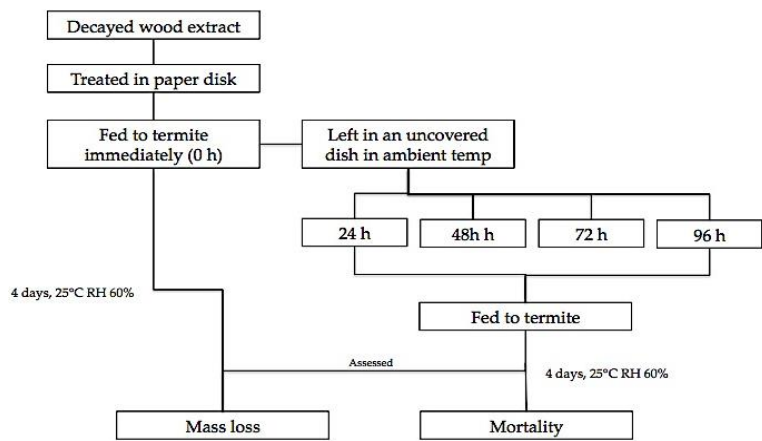 Decayed wood extract
Treated in paper disk
Fed to termite
immediately (0 h)
Left in an uncovered
dish in ambient temp
24 h
48h h
72 h
96 h
4 days, 25°C RH 60%
Fed to termite
Assessed
4 days, 25°C RH 60%
Mass loss
Mortality